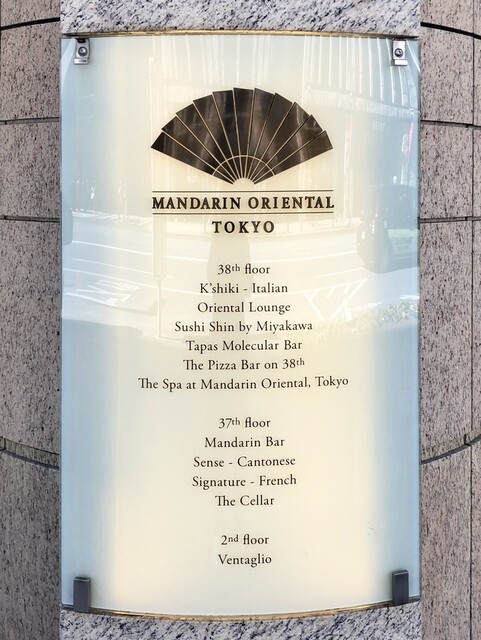 MANDARIN ORIENTAL
TOKYO
38th floor
K'shiki - Italian
Oriental Lounge
Sushi Shin by Miyakawa
Tapas Molecular Bar
The Pizza Bar on 38th
The Spa at Mandarin Oriental, Tokyo
37th floor
Mandarin Bar
Sense - Cantonese
Signature - French
The Cellar
2nd floor
Ventaglio